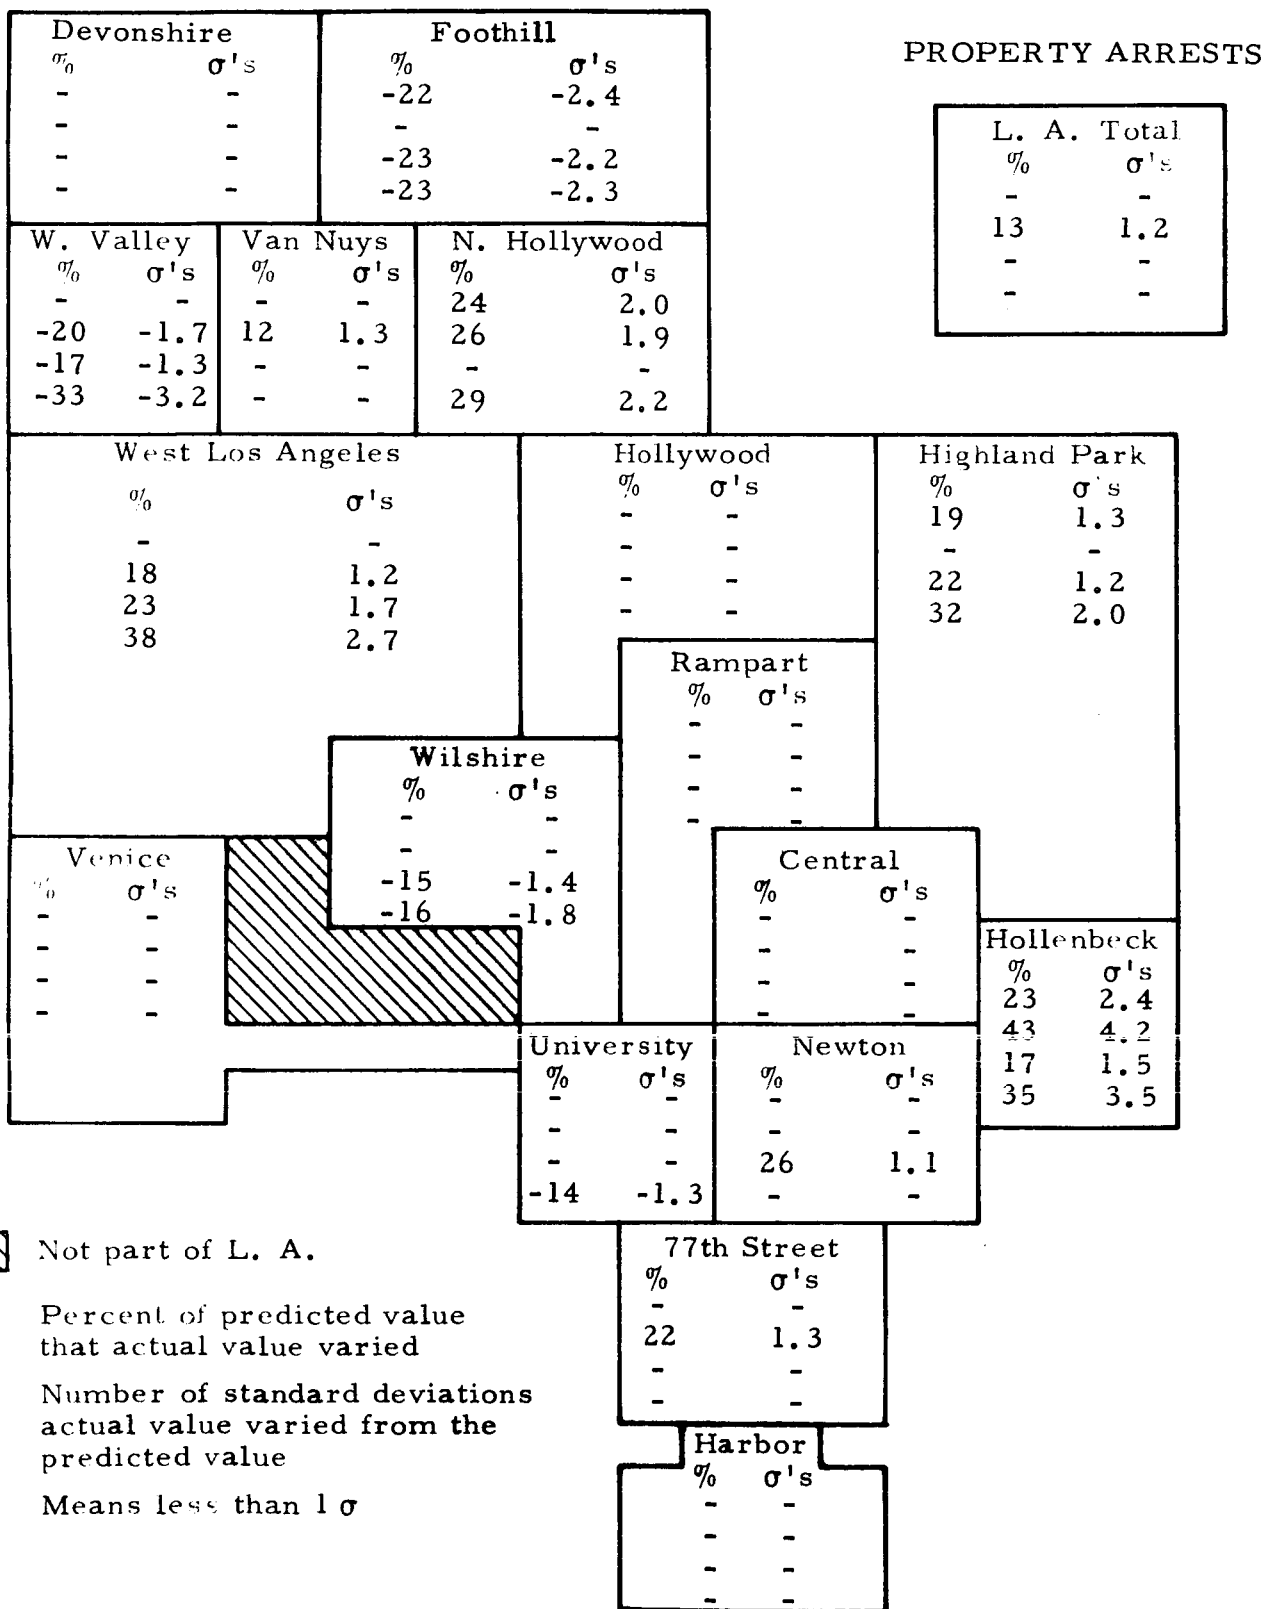 PROPERTY ARRESTS
Devonshire
% σ's
- -
- -
- -
- -
Foothill
% σ's
-22 -2.4
- -
-23 -2.2
-23 -2.3
L. A. Total
% σ's
- -
13 1.2
- -
- -
W. Valley
% σ's
- -
-20 -1.7
-17 -1.3
-33 -3.2
Van Nuys
% σ's
- -
12 1.3
- -
- -
N. Hollywood
% σ's
24 2.0
26 1.9
- -
29 2.2
West Los Angeles
% σ's
- -
18 1.2
23 1.7
38 2.7
Hollywood
% σ's
- -
- -
- -
- -
Highland Park
% σ's
19 1.3
- -
22 1.2
32 2.0
Rampart
% σ's
- -
- -
- -
- -
Wilshire
% σ's
- -
- -
-15 -1.4
-16 -1.8
Venice
% σ's
- -
- -
- -
- -
Central
% σ's
- -
- -
- -
- -
Hollenbeck
% σ's
23 2.4
43 4.2
17 1.5
35 3.5
University
% σ's
- -
- -
- -
-14 -1.3
Newton
% σ's
- -
- -
26 1.1
- -
77th Street
% σ's
- -
22 1.3
- -
- -
Harbor
% σ's
- -
- -
- -
- -
Not part of L. A.
Percent of predicted value
that actual value varied
Number of standard deviations
actual value varied from the
predicted value
Means less than 1 σ